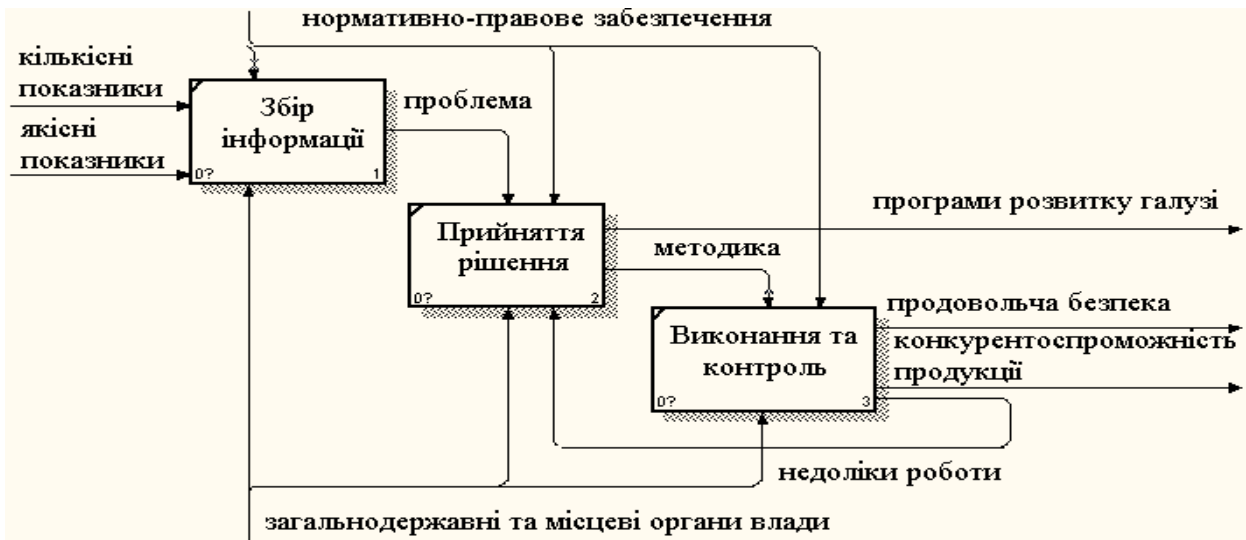 нормативно-правове забезпечення
кількісні
показники
якісні
показники
Збір
інформації
0?
1
проблема
Прийняття
рішення
0?
2
програми розвитку галузі
методика
Виконання та
контроль
0?
3
продовольча безпека
конкурентоспроможність
продукції
недоліки роботи
загальнодержавні та місцеві органи влади